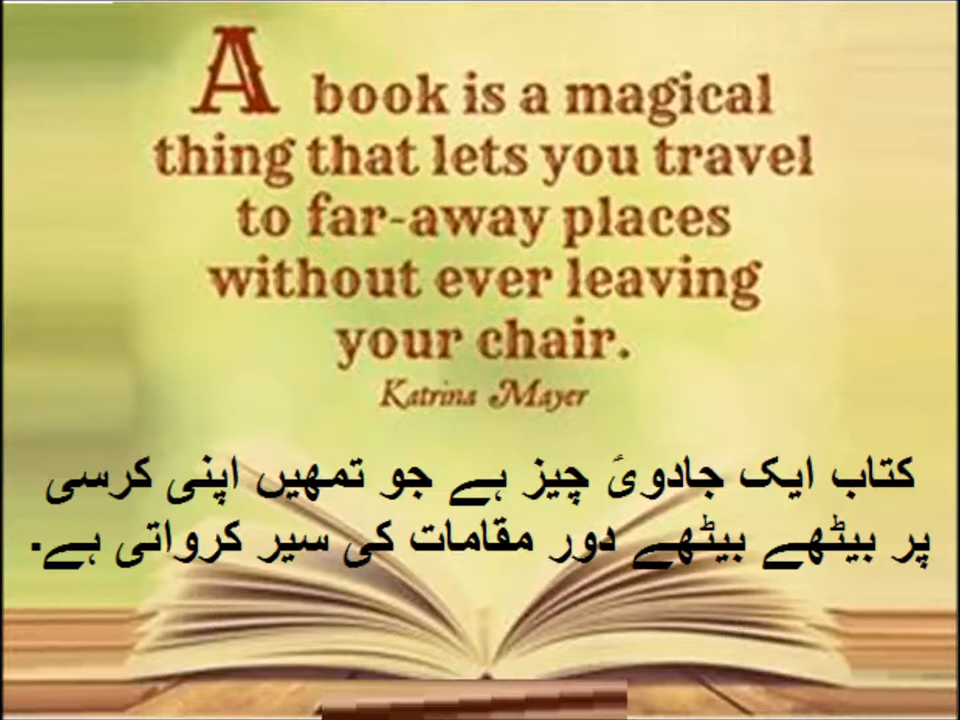 A book is a magical
thing that lets you travel
to far-away places
without ever leaving
your chair.
Katrina Mayer
کتاب ایک جادویٔ چیز ہے جو تمھیں اپنی کرسی
پر بیٹھے بیٹھے دور مقامات کی سیر کرواتی ہے۔